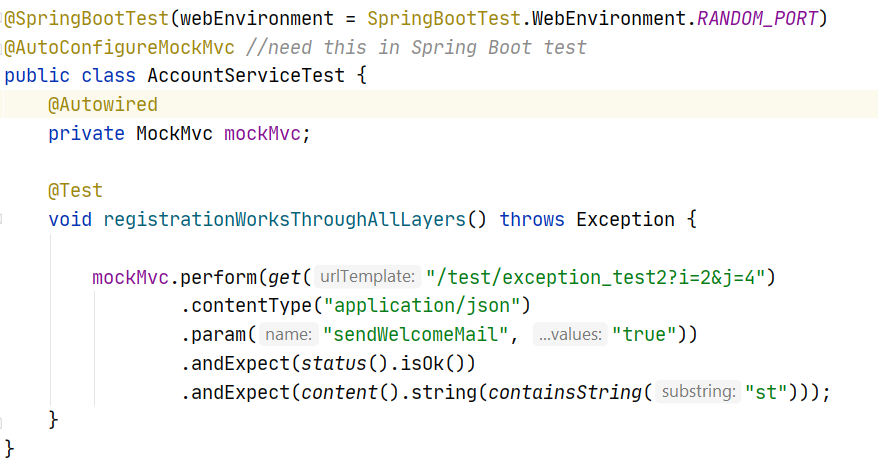 @SpringBootTest(webEnvironment = SpringBootTest.WebEnvironment.RANDOM_PORT)
@AutoConfigureMockMvc //need this in Spring Boot test
public class AccountServiceTest {
    @Autowired
    private MockMvc mockMvc;

    @Test
    void registrationWorksThroughAllLayers() throws Exception {

        mockMvc.perform(get( urlTemplate: "/test/exception_test2?i=2&j=4")
                .contentType("application/json")
                .param( name: "sendWelcomeMail", ...values: "true"))
                .andExpect(status().isOk())
                .andExpect(content().string(containsString( substring: "st")));
    }
}